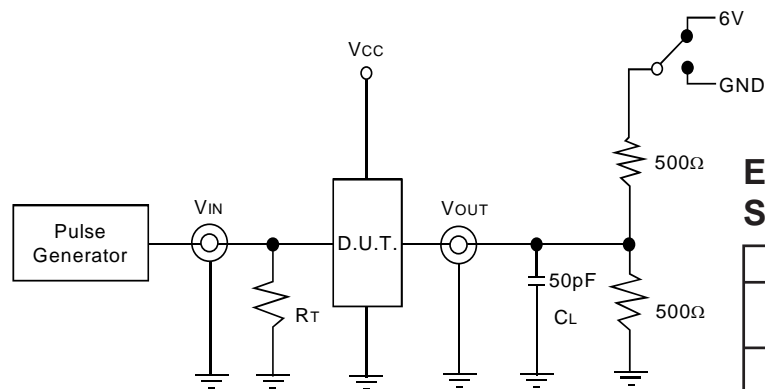 6V
VCC
GND
500Ω
E
S
VIN
VOUT
Pulse
Generator
D.U.T.
50pF
RT
CL
500Ω